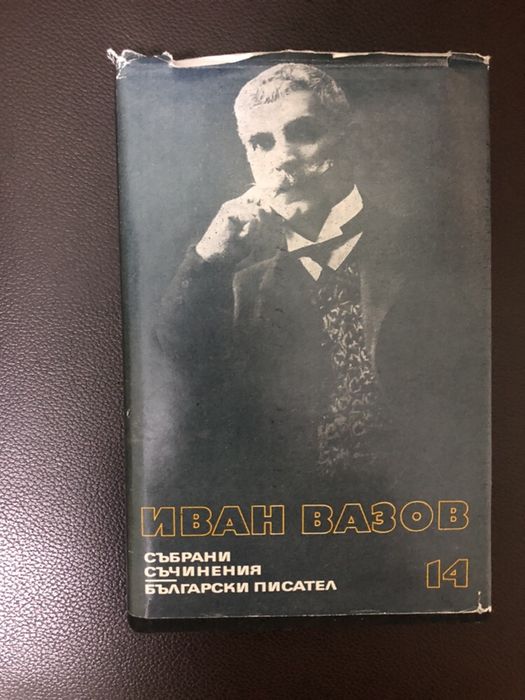 ИВАН ВАЗОВ
СЪБРАНИ
СЪЧИНЕНИЯ
БЪЛГАРСКИ ПИСАТЕЛ
14